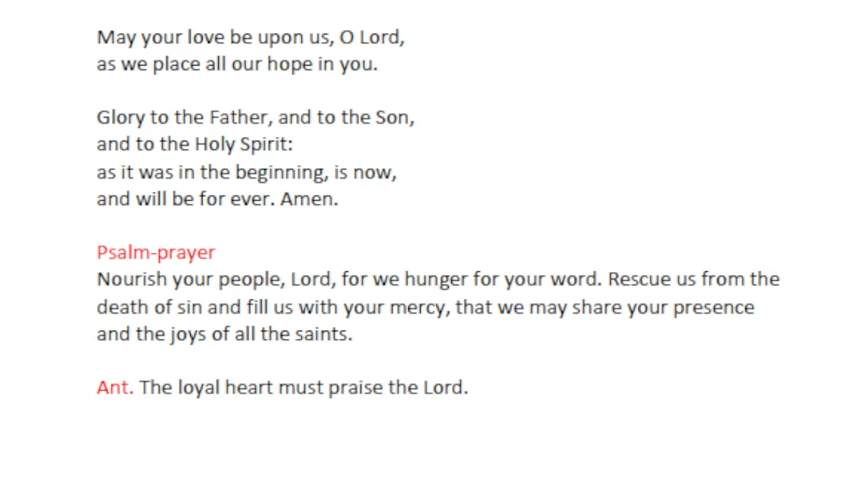 May your love be upon us, O Lord,
as we place all our hope in you.
Glory to the Father, and to the Son,
and to the Holy Spirit:
as it was in the beginning, is now,
and will be for ever. Amen.
Psalm-prayer
Nourish your people, Lord, for we hunger for your word. Rescue us from the
death of sin and fill us with your mercy, that we may share your presence
and the joys of all the saints.
Ant. The loyal heart must praise the Lord.